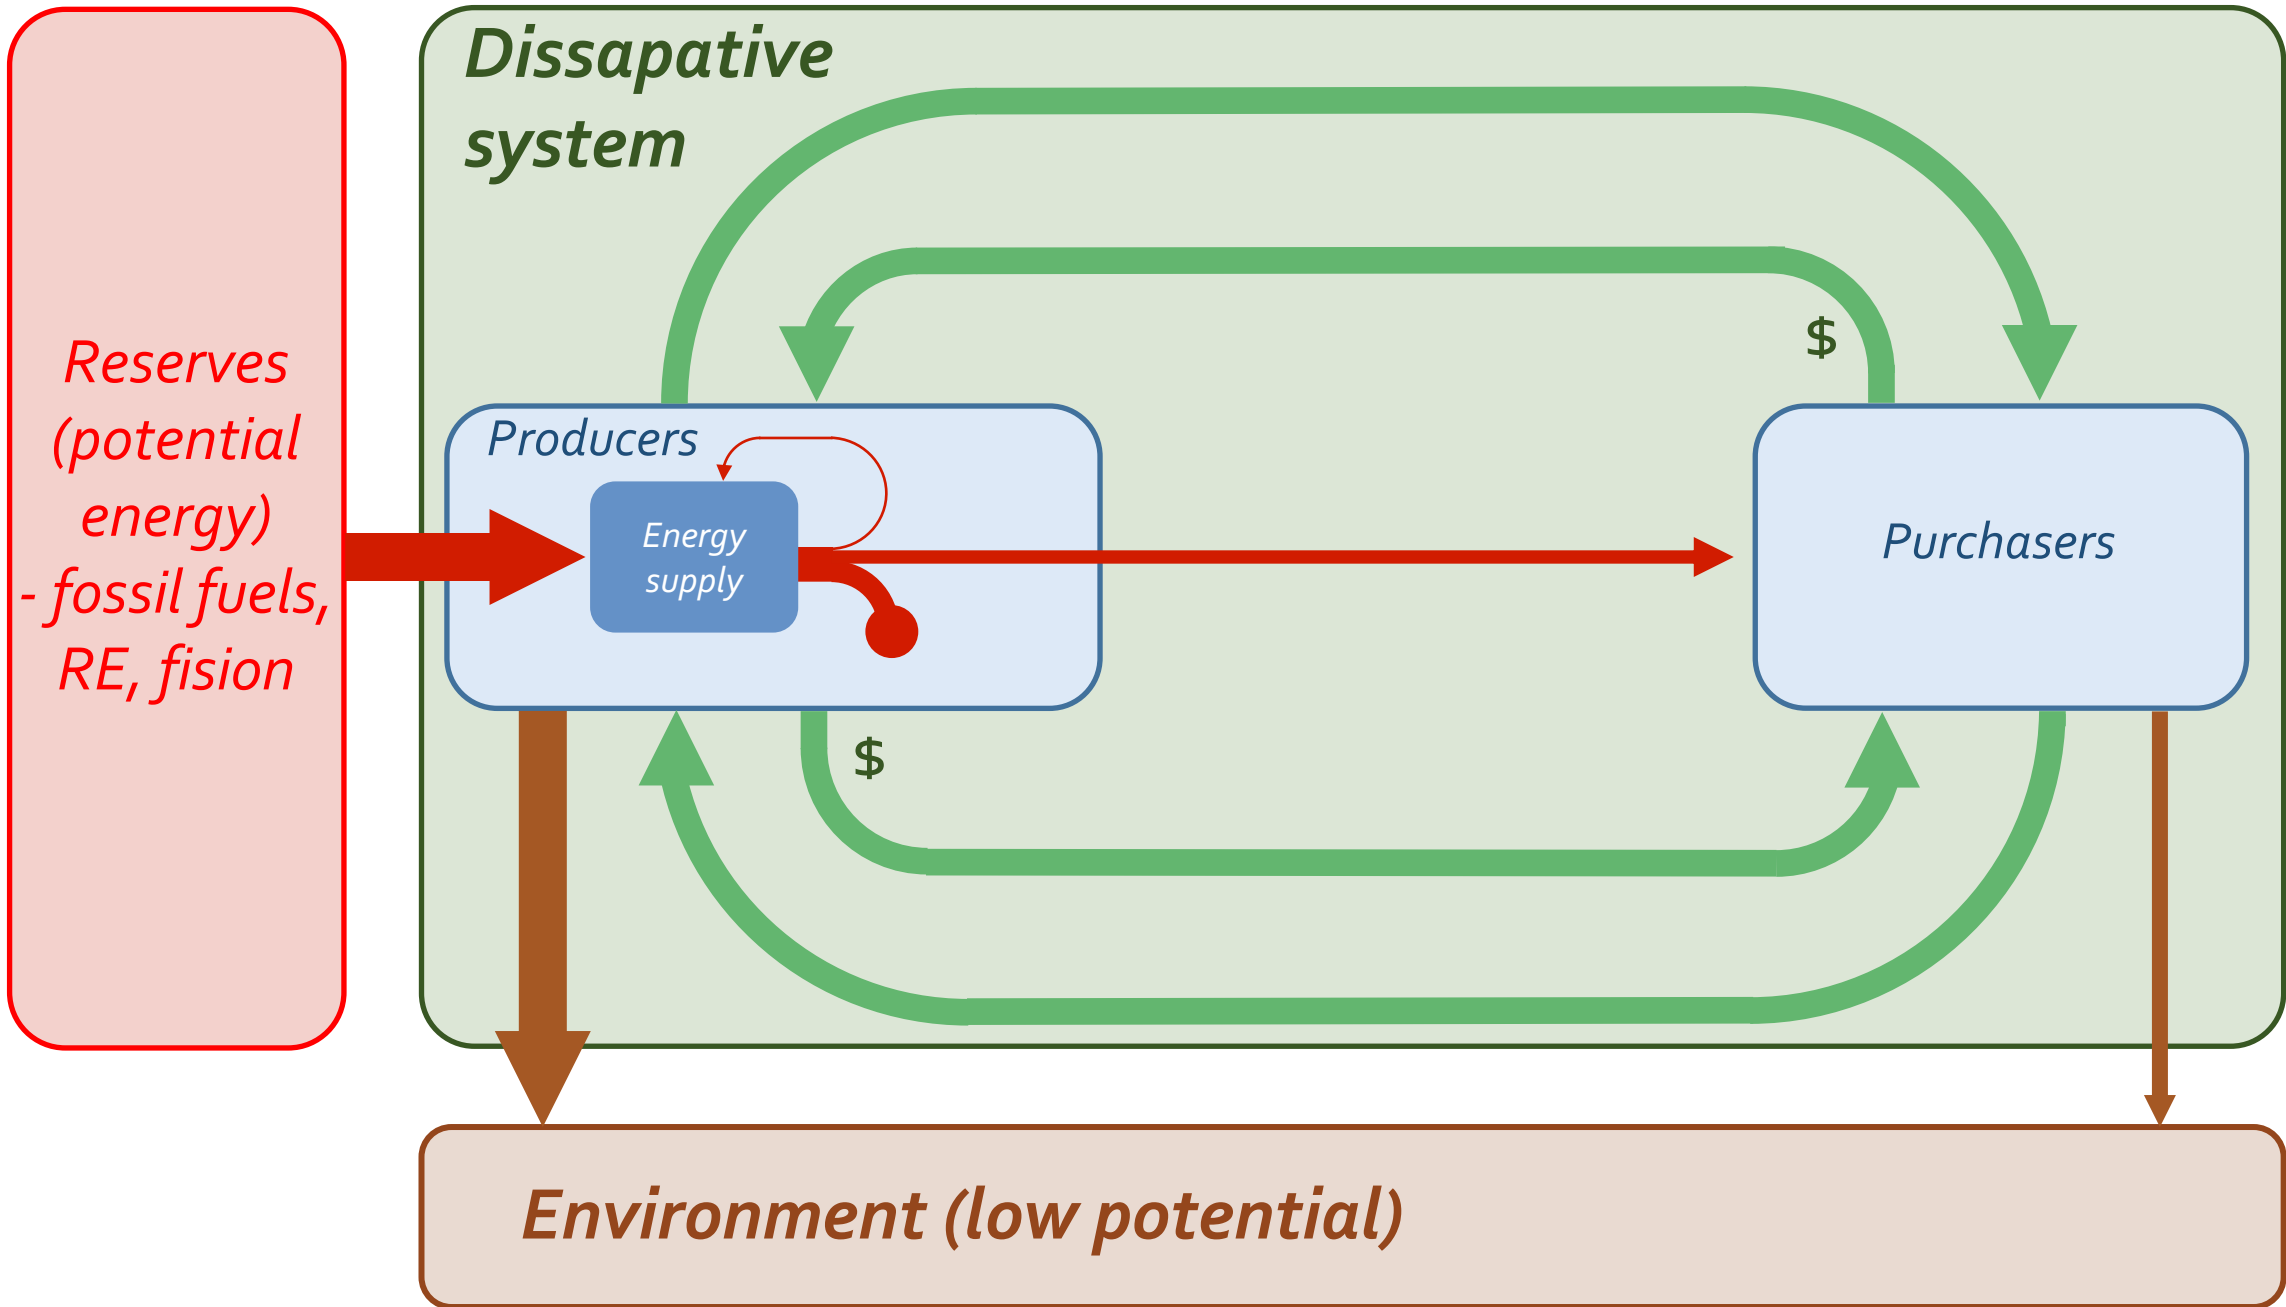 Dissapative
system
Reserves
(potential
energy)
- fossil fuels,
RE, fision
$
Producers
Energy
supply
Purchasers
$
Environment (low potential)